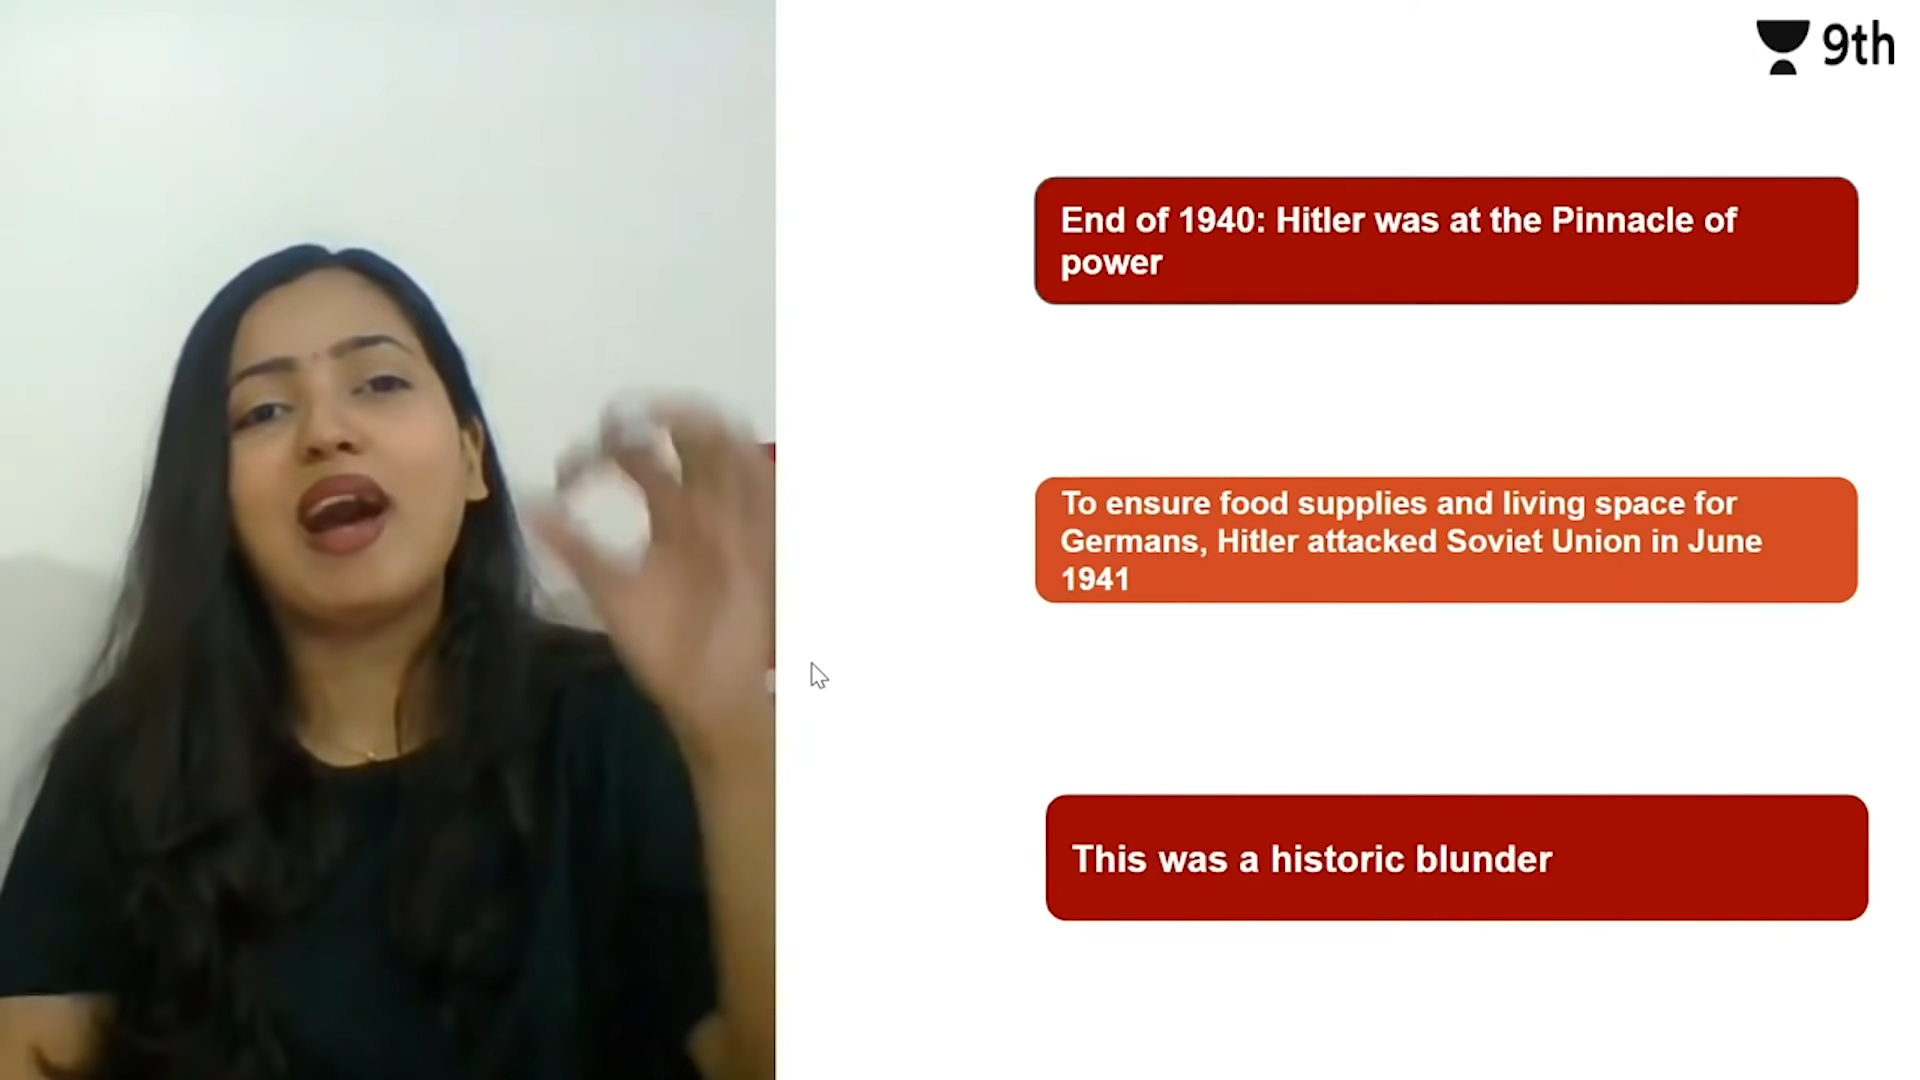 9th
End of 1940: Hitler was at the Pinnacle of
power
To ensure food supplies and living space for
Germans, Hitler attacked Soviet Union in June
1941
This was a historic blunder